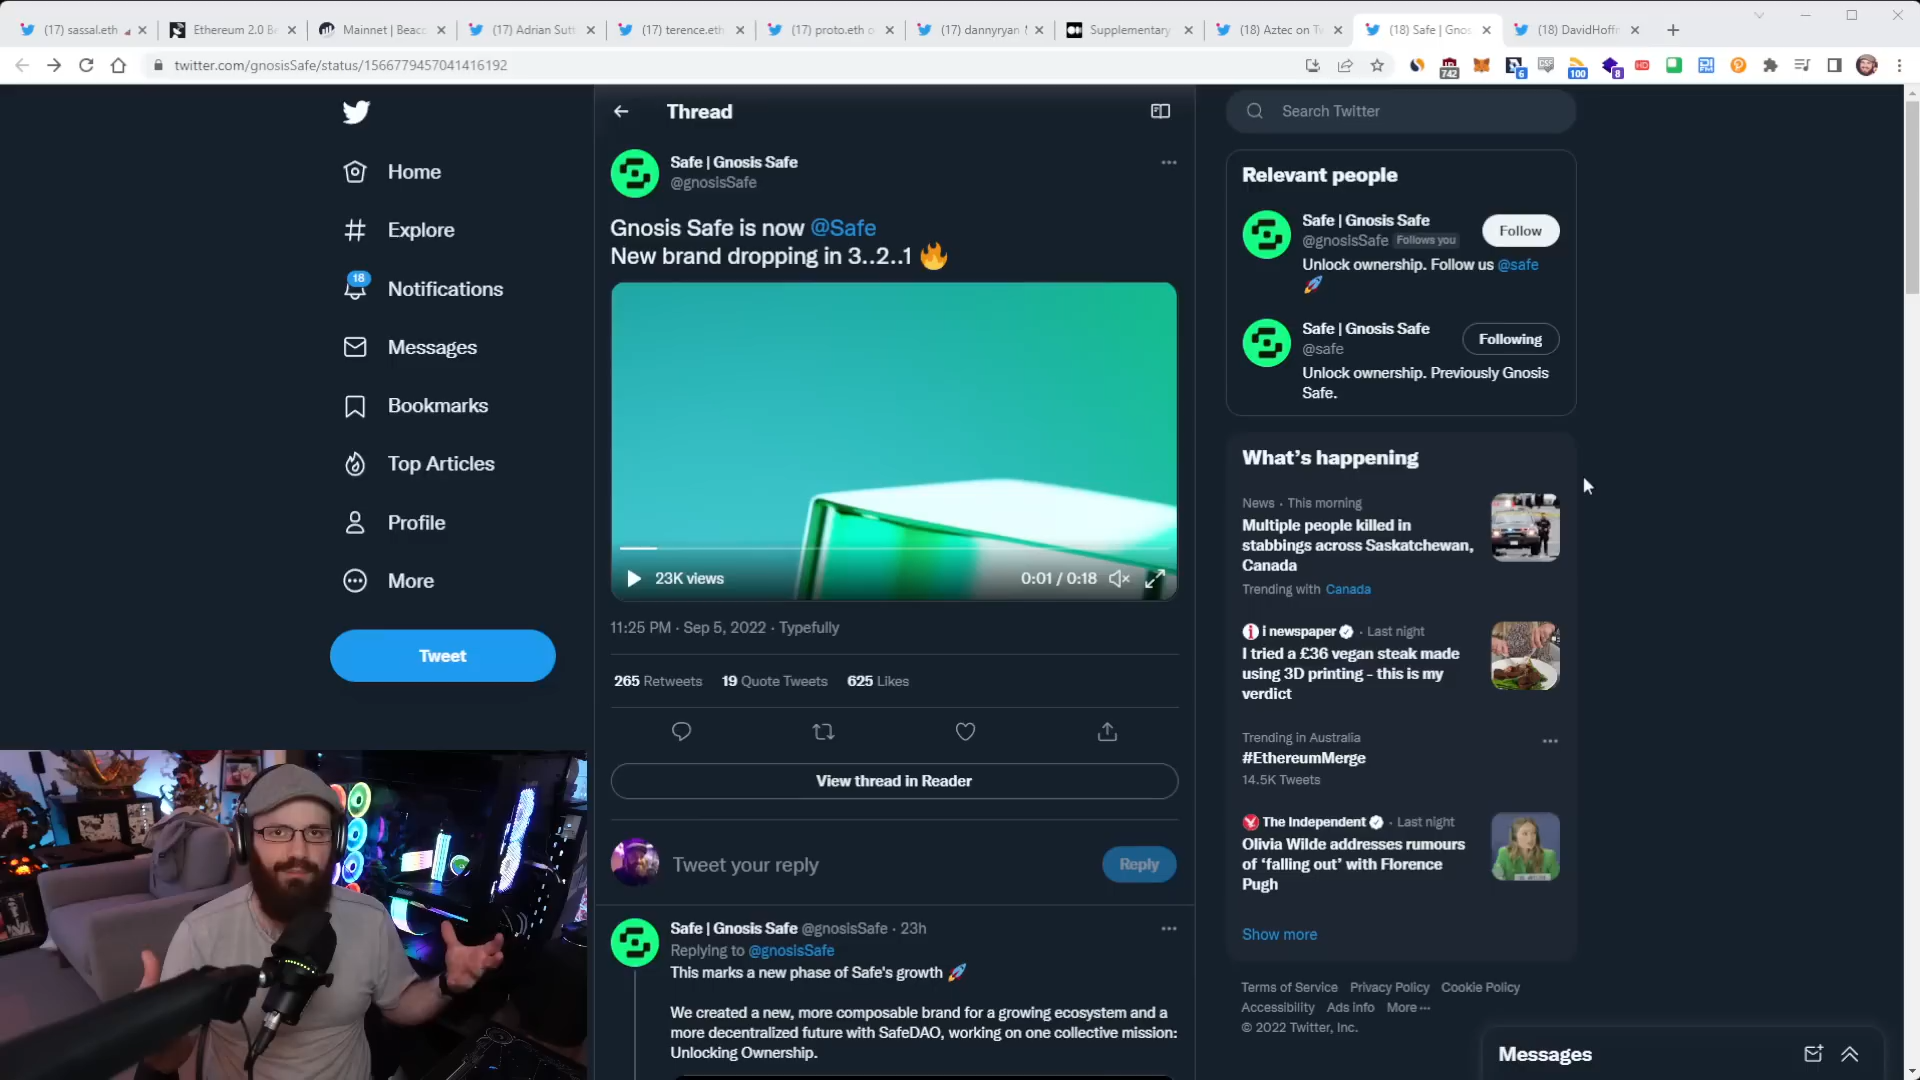 (17) sassal.eth
Ethereum 2.0 B
Mainnet | Beac
(17) Adrian Sutt
(17) terence.eth
(17) proto.eth o
(17) dannyryan
Supplementary
(18) Aztec on Tw
(18) Safe | Gnos
(18) DavidHoffm
twitter.com/gnosisSafe/status/1566779457041416192
742
6
100
8
HD
Home
Explore
18
Notifications
Messages
Bookmarks
Top Articles
Profile
More
Tweet
Thread
Safe | Gnosis Safe
@gnosisSafe
Gnosis Safe is now @Safe
New brand dropping in 3..2..1 🔥
23K views
0:01 / 0:18
11:25 PM · Sep 5, 2022 · Typefully
265 Retweets 19 Quote Tweets 625 Likes
View thread in Reader
Tweet your reply
Reply
Safe | Gnosis Safe @gnosisSafe · 23h
Replying to @gnosisSafe
This marks a new phase of Safe's growth 🚀
We created a new, more composable brand for a growing ecosystem and a
more decentralized future with SafeDAO, working on one collective mission:
Unlocking Ownership.
Search Twitter
Relevant people
Safe | Gnosis Safe
@gnosisSafe Follows you
Follow
Unlock ownership. Follow us @safe
🚀
Safe | Gnosis Safe
@safe
Following
Unlock ownership. Previously Gnosis
Safe.
What's happening
News · This morning
Multiple people killed in
stabbings across Saskatchewan,
Canada
Trending with Canada
i newspaper · Last night
I tried a £36 vegan steak made
using 3D printing - this is my
verdict
Trending in Australia
#EthereumMerge
14.5K Tweets
The Independent · Last night
Olivia Wilde addresses rumours
of ‘falling out’ with Florence
Pugh
Show more
Terms of Service Privacy Policy Cookie Policy
Accessibility Ads info More ···
© 2022 Twitter, Inc.
Messages